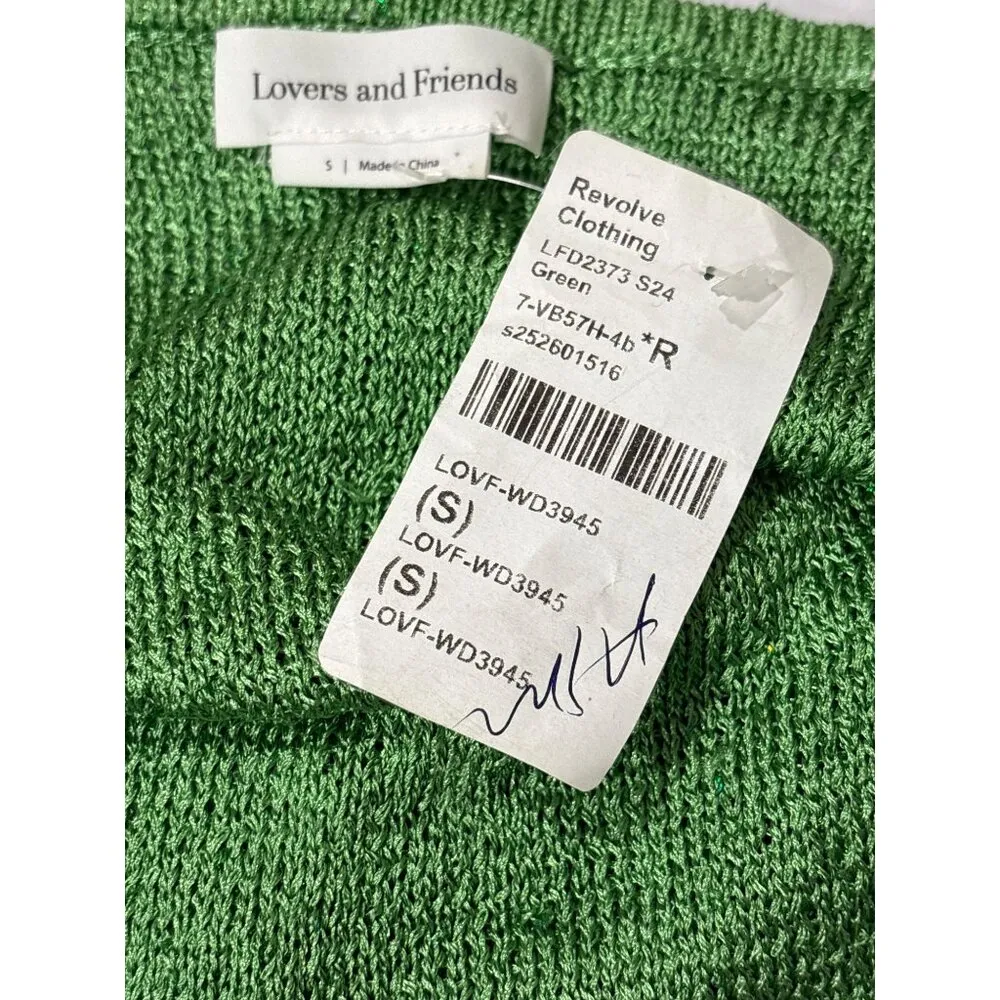 Lovers and Friends
S | Made in China
Revolve
Clothing
LFD2373 S24
Green
7-VB57H-4b *R
s252601516
LOVF-WD3945
(S)
LOVF-WD3945
(S)
LOVF-WD3945